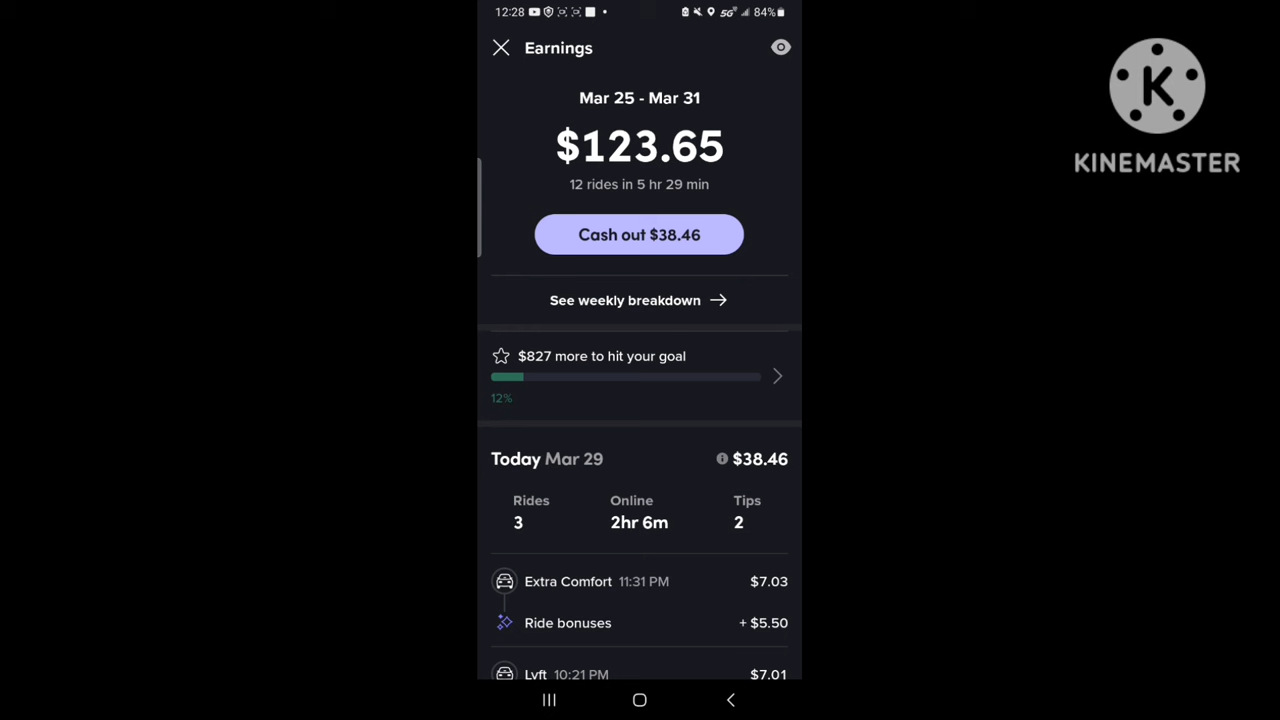 12:28 5G 84%
Earnings
Mar 25 - Mar 31
$123.65
12 rides in 5 hr 29 min
Cash out $38.46
See weekly breakdown →
$827 more to hit your goal
12%
Today Mar 29 $38.46
Rides Online Tips
3 2hr 6m 2
Extra Comfort 11:31 PM $7.03
Ride bonuses + $5.50
Lyft 10:21 PM $7.01
K
KINEMASTER